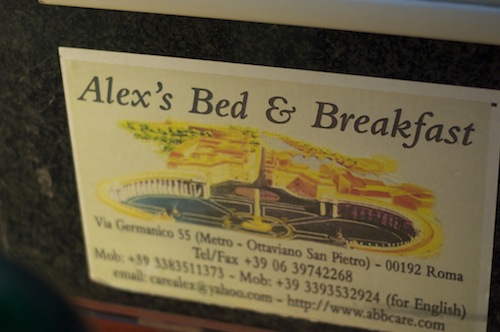 Alex's Bed & Breakfast
Via Germanico 55 (Metro - Ottaviano San Pietro) - 00192 Roma
Tel/Fax +39 06 39742268
Mob: +39 3383511373 - Mob: +39 3393532924 (for English)
email: carealex@yahoo.com - http://www.abbcare.com